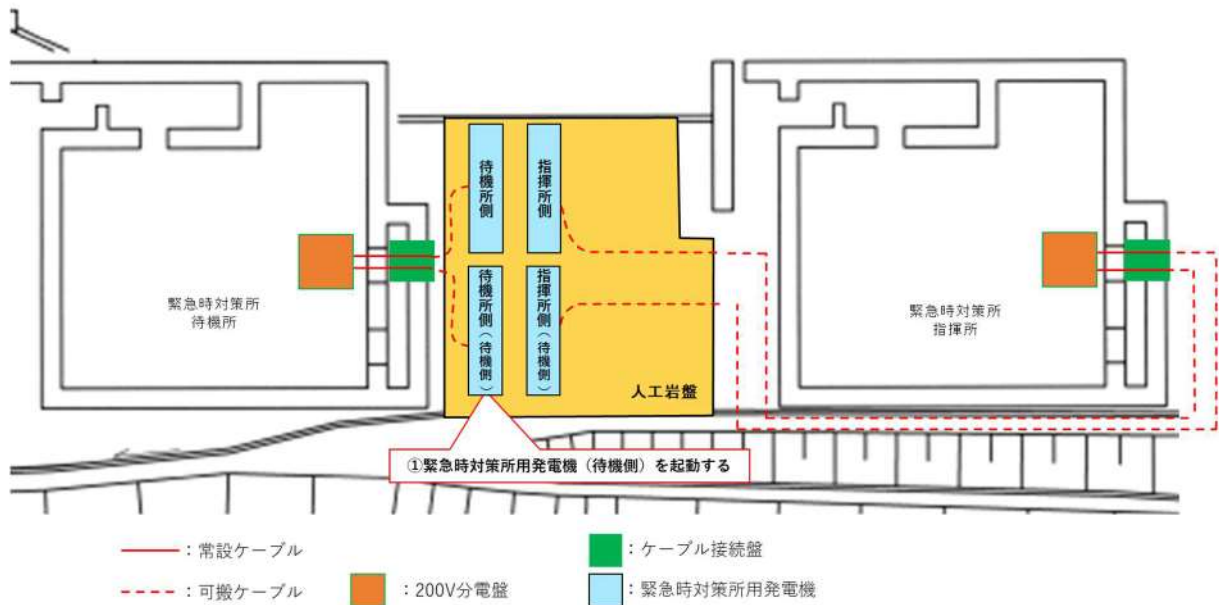 待機所側
指揮所側
待機所側(待機側)
指揮所側(待機側)
緊急時対策所
待機所
緊急時対策所
指揮所
人工岩盤
①緊急時対策所用発電機(待機側)を起動する
:常設ケーブル
:ケーブル接続盤
:可搬ケーブル
:200V分電盤
:緊急時対策所用発電機